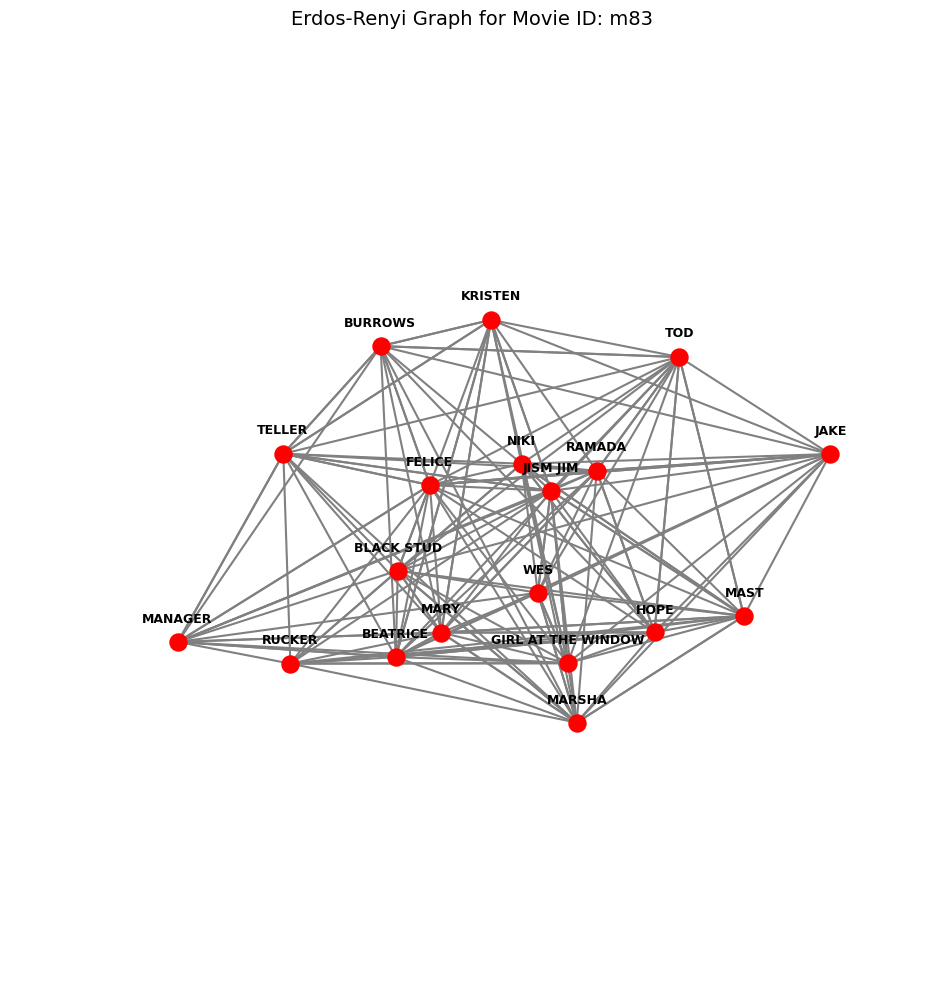 Erdos-Renyi Graph for Movie ID: m83
KRISTEN
BURROWS
TOD
TELLER
JAKE
NIKI
RAMADA
FELICE
JISM JIM
BLACK STUD
WES
MAST
MARY
HOPE
MANAGER
BEATRICE
RUCKER
GIRL AT THE WINDOW
MARSHA